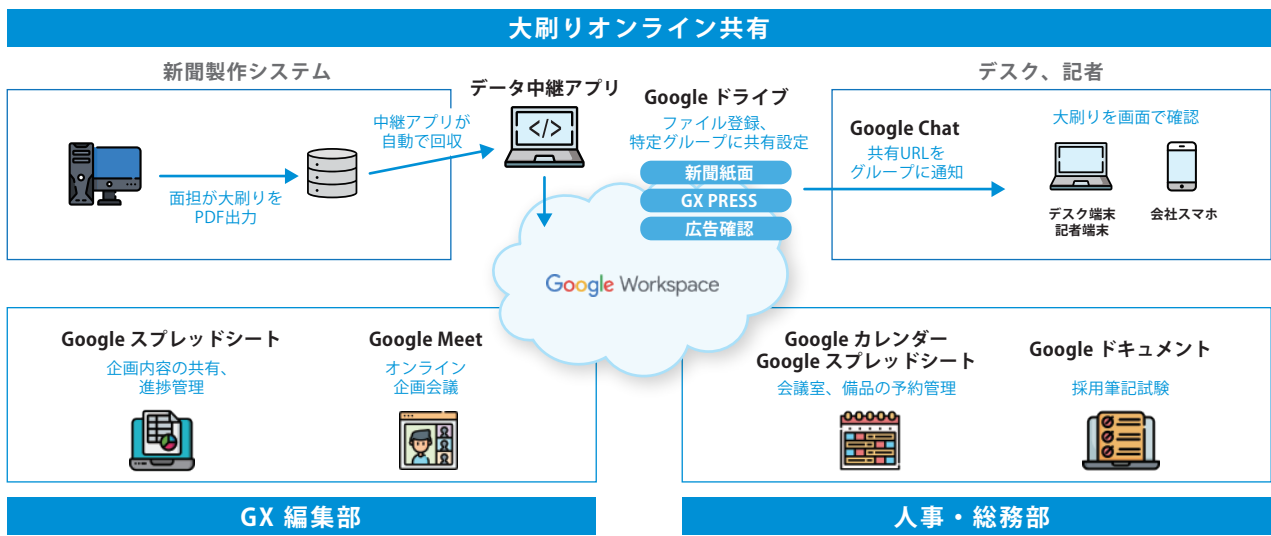 大刷りオンライン共有
新聞製作システム
面担が大刷りを
PDF出力
中継アプリが
自動で回収
データ中継アプリ
</>
Google ドライブ
ファイル登録、
特定グループに共有設定
新聞紙面
GX PRESS
広告確認
Google Chat
共有URLを
グループに通知
デスク、記者
大刷りを画面で確認
デスク端末
記者端末
会社スマホ
Google Workspace
Google スプレッドシート
企画内容の共有、
進捗管理
Google Meet
オンライン
企画会議
GX 編集部
Google カレンダー
Google スプレッドシート
会議室、備品の予約管理
Google ドキュメント
採用筆記試験
人事・総務部